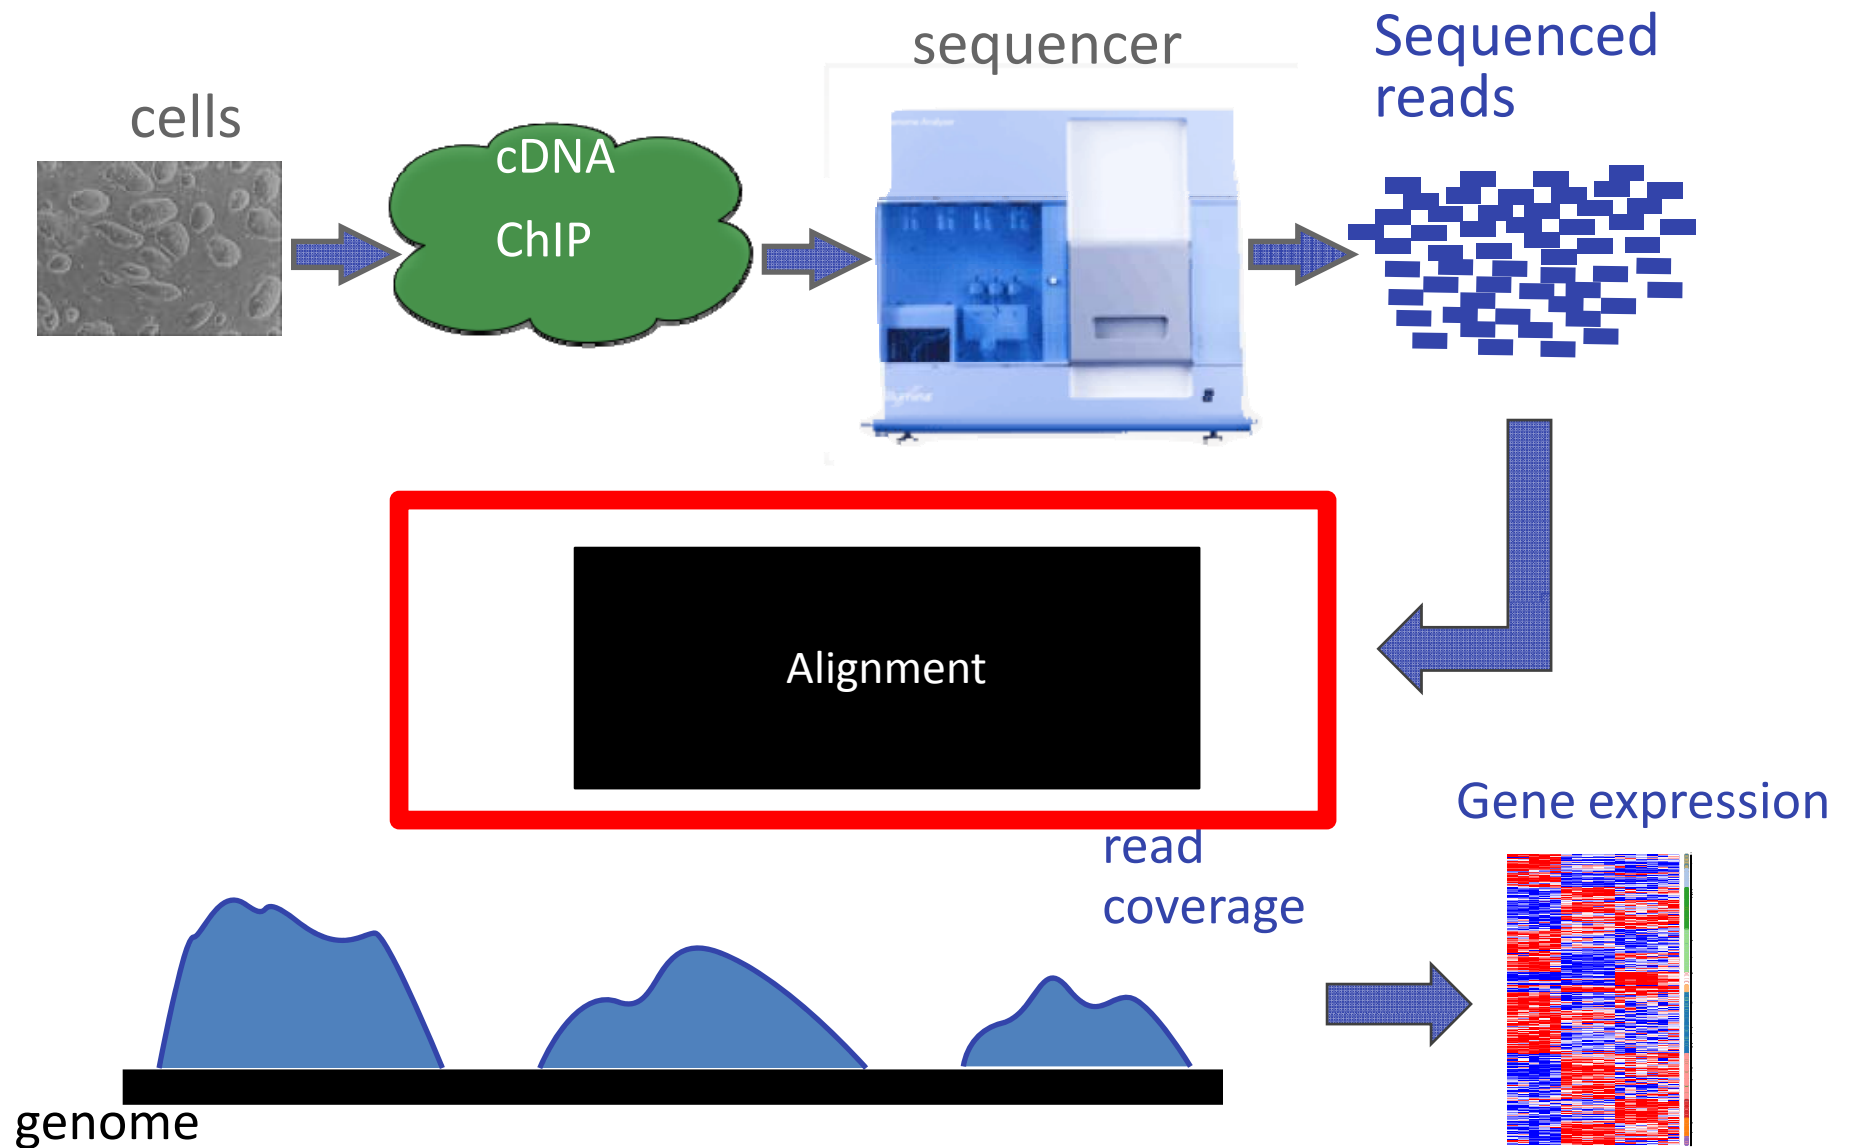 sequencer
Sequenced
reads
cells
cDNA
ChIP
Alignment
Gene expression
read
coverage
genome